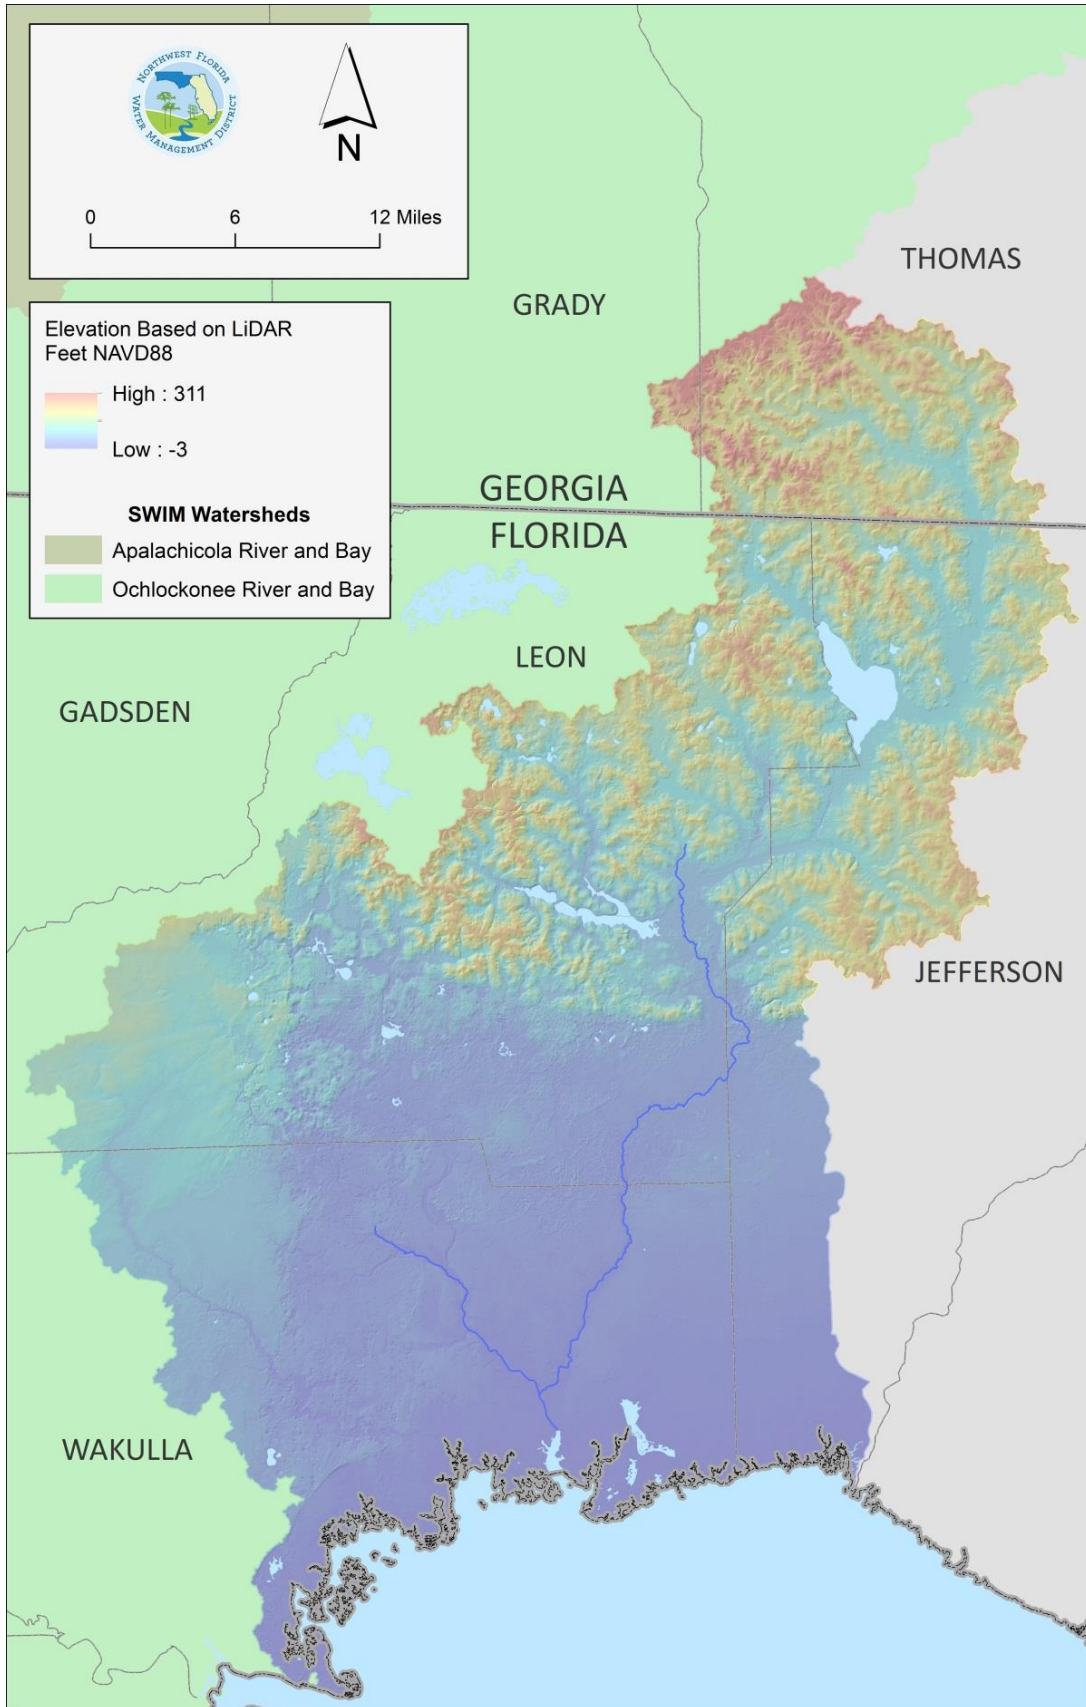 NORTHWEST FLORIDA
WATER MANAGEMENT DISTRICT
N
0 6 12 Miles
THOMAS
GRADY
Elevation Based on LiDAR
Feet NAVD88
High : 311
Low : -3
GEORGIA
FLORIDA
SWIM Watersheds
Apalachicola River and Bay
Ochlockonee River and Bay
LEON
GADSDEN
JEFFERSON
WAKULLA